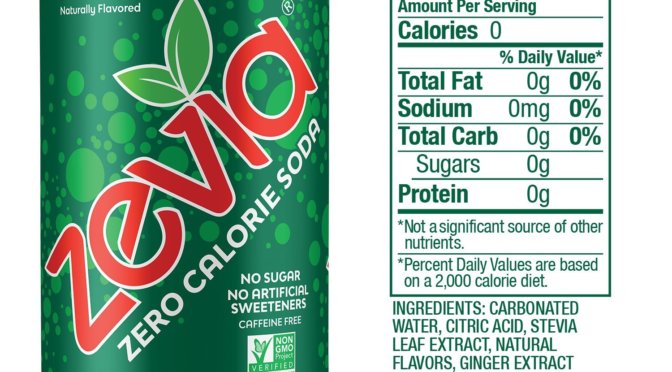 Naturally Flavored
®
zevia
ZERO CALORIE SODA
NO SUGAR
NO ARTIFICIAL
SWEETENERS
CAFFEINE FREE
NON
GMO
Project
VERIFIED
Amount Per Serving
Calories 0
% Daily Value*
Total Fat 0g 0%
Sodium 0mg 0%
Total Carb 0g 0%
Sugars 0g
Protein 0g
*Not a significant source of other
nutrients.
*Percent Daily Values are based
on a 2,000 calorie diet.
INGREDIENTS: CARBONATED
WATER, CITRIC ACID, STEVIA
LEAF EXTRACT, NATURAL
FLAVORS, GINGER EXTRACT